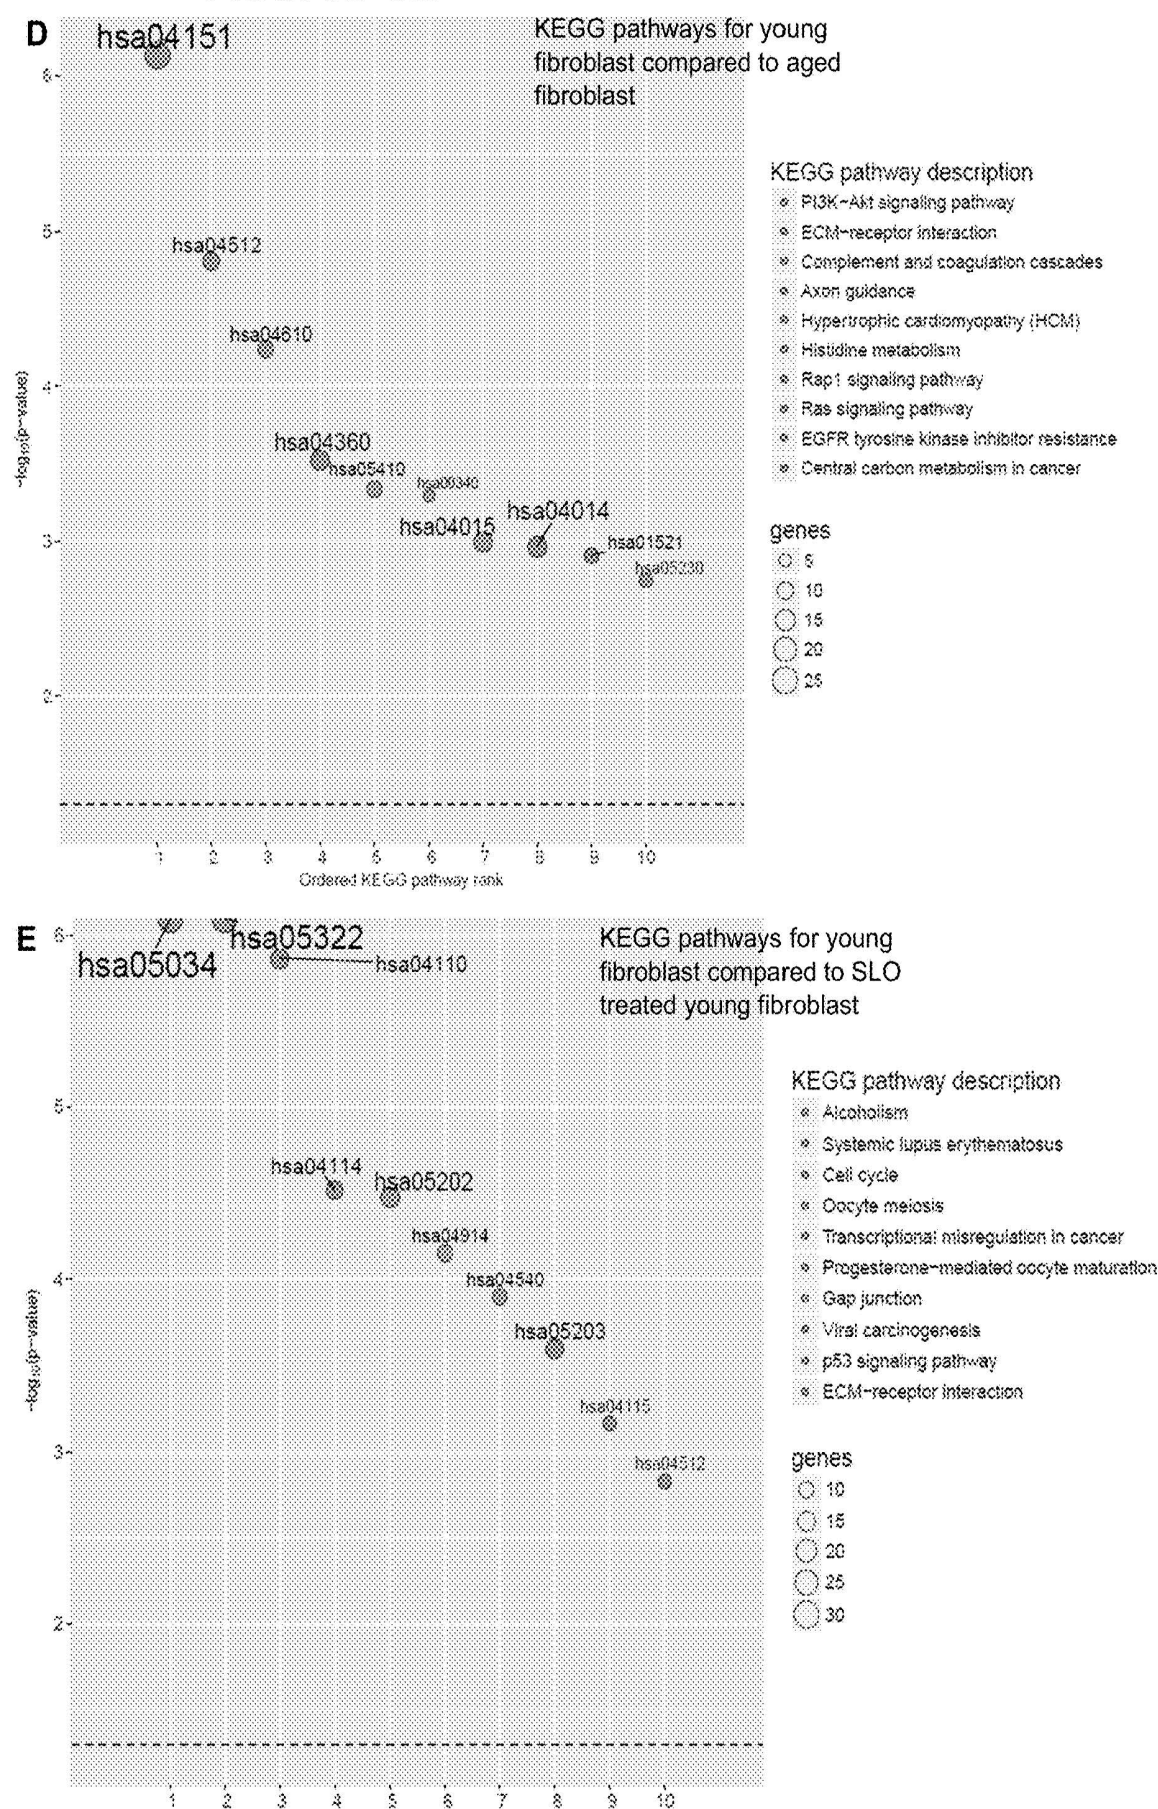 D
KEGG pathways for young
fibroblast compared to aged
fibroblast
hsa04151
hsa04512
hsa04610
hsa04360
hsa05410
hsa00340
hsa04015
hsa04014
hsa01521
hsa05230
6
5
4
3
2
-log10(p-value)
1 2 3 4 5 6 7 8 9 10
Ordered KEGG pathway rank
KEGG pathway description
PI3K-Akt signaling pathway
ECM-receptor interaction
Complement and coagulation cascades
Axon guidance
Hypertrophic cardiomyopathy (HCM)
Histidine metabolism
Rap1 signaling pathway
Ras signaling pathway
EGFR tyrosine kinase inhibitor resistance
Central carbon metabolism in cancer
genes
5
10
15
20
25
E
KEGG pathways for young
fibroblast compared to SLO
treated young fibroblast
hsa05034
hsa05322
hsa04110
hsa04114
hsa05202
hsa04914
hsa04540
hsa05203
hsa04115
hsa04512
6
5
4
3
2
-log10(p-value)
1 2 3 4 5 6 7 8 9 10
KEGG pathway description
Alcoholism
Systemic lupus erythematosus
Cell cycle
Oocyte meiosis
Transcriptional misregulation in cancer
Progesterone-mediated oocyte maturation
Gap junction
Viral carcinogenesis
p53 signaling pathway
ECM-receptor interaction
genes
10
15
20
25
30